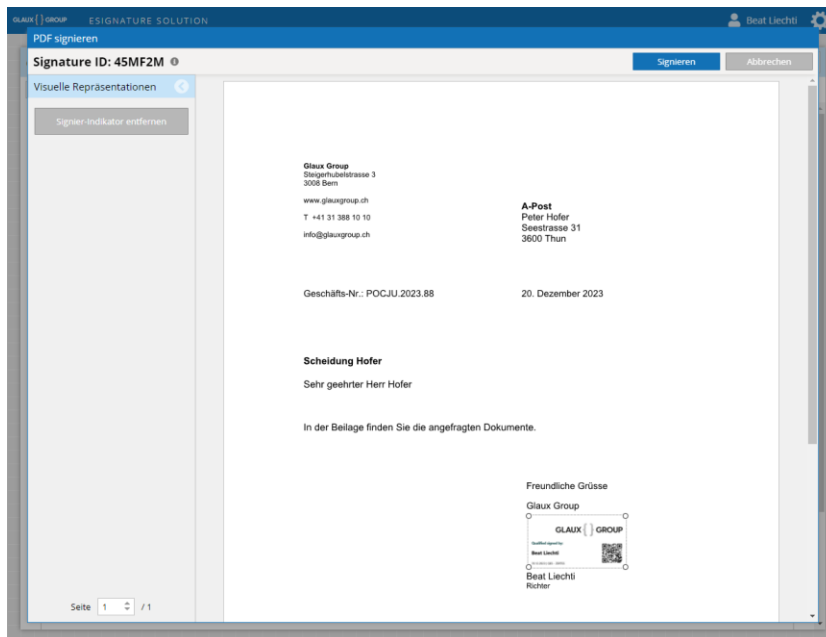 GLAUX { } GROUP ESIGNATURE SOLUTION
Beat Liechti
PDF signieren
Signature ID: 45MF2M
Signieren
Abbrechen
Visuelle Repräsentationen
Signier-Indikator entfernen
Glaux Group
Steigerhubelstrasse 3
3008 Bern
www.glauxgroup.ch
T +41 31 388 10 10
info@glauxgroup.ch
A-Post
Peter Hofer
Seestrasse 31
3600 Thun
Geschäfts-Nr.: POCJU.2023.88
20. Dezember 2023
Scheidung Hofer
Sehr geehrter Herr Hofer
In der Beilage finden Sie die angefragten Dokumente.
Freundliche Grüsse
Glaux Group
GLAUX { } GROUP
Qualified signed by:
Beat Liechti
Beat Liechti
Richter
Seite 1 / 1